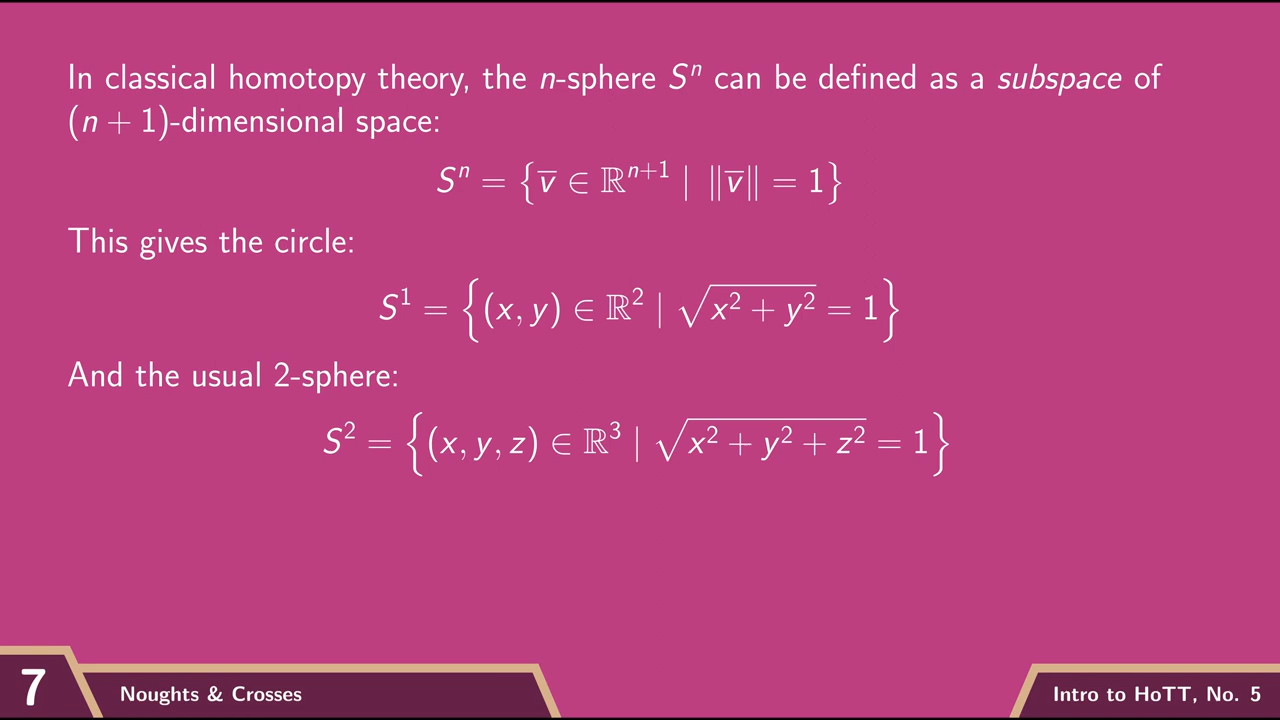 In classical homotopy theory, the n-sphere Sⁿ can be defined as a subspace of
(n + 1)-dimensional space:
Sⁿ = {v̅ ∈ ℝⁿ⁺¹ | ‖v̅‖ = 1}
This gives the circle:
S¹ = {(x, y) ∈ ℝ² | √(x² + y²) = 1}
And the usual 2-sphere:
S² = {(x, y, z) ∈ ℝ³ | √(x² + y² + z²) = 1}
7
Noughts & Crosses
Intro to HoTT, No. 5